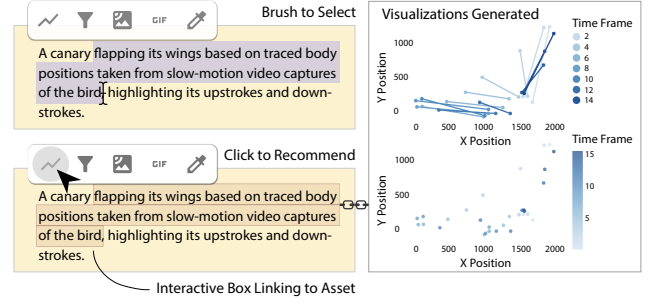 Brush to Select
GIF
A canary flapping its wings based on traced body
positions taken from slow-motion video captures
of the bird, highlighting its upstrokes and down-
strokes.
Click to Recommend
GIF
A canary flapping its wings based on traced body
positions taken from slow-motion video captures
of the bird, highlighting its upstrokes and down-
strokes.
Interactive Box Linking to Asset
Visualizations Generated
Y Position
1000
500
0
0 500 1000 1500 2000
X Position
Time Frame
2
4
6
8
10
12
14
Y Position
1000
500
0
0 500 1000 1500 2000
X Position
Time Frame
15
10
5